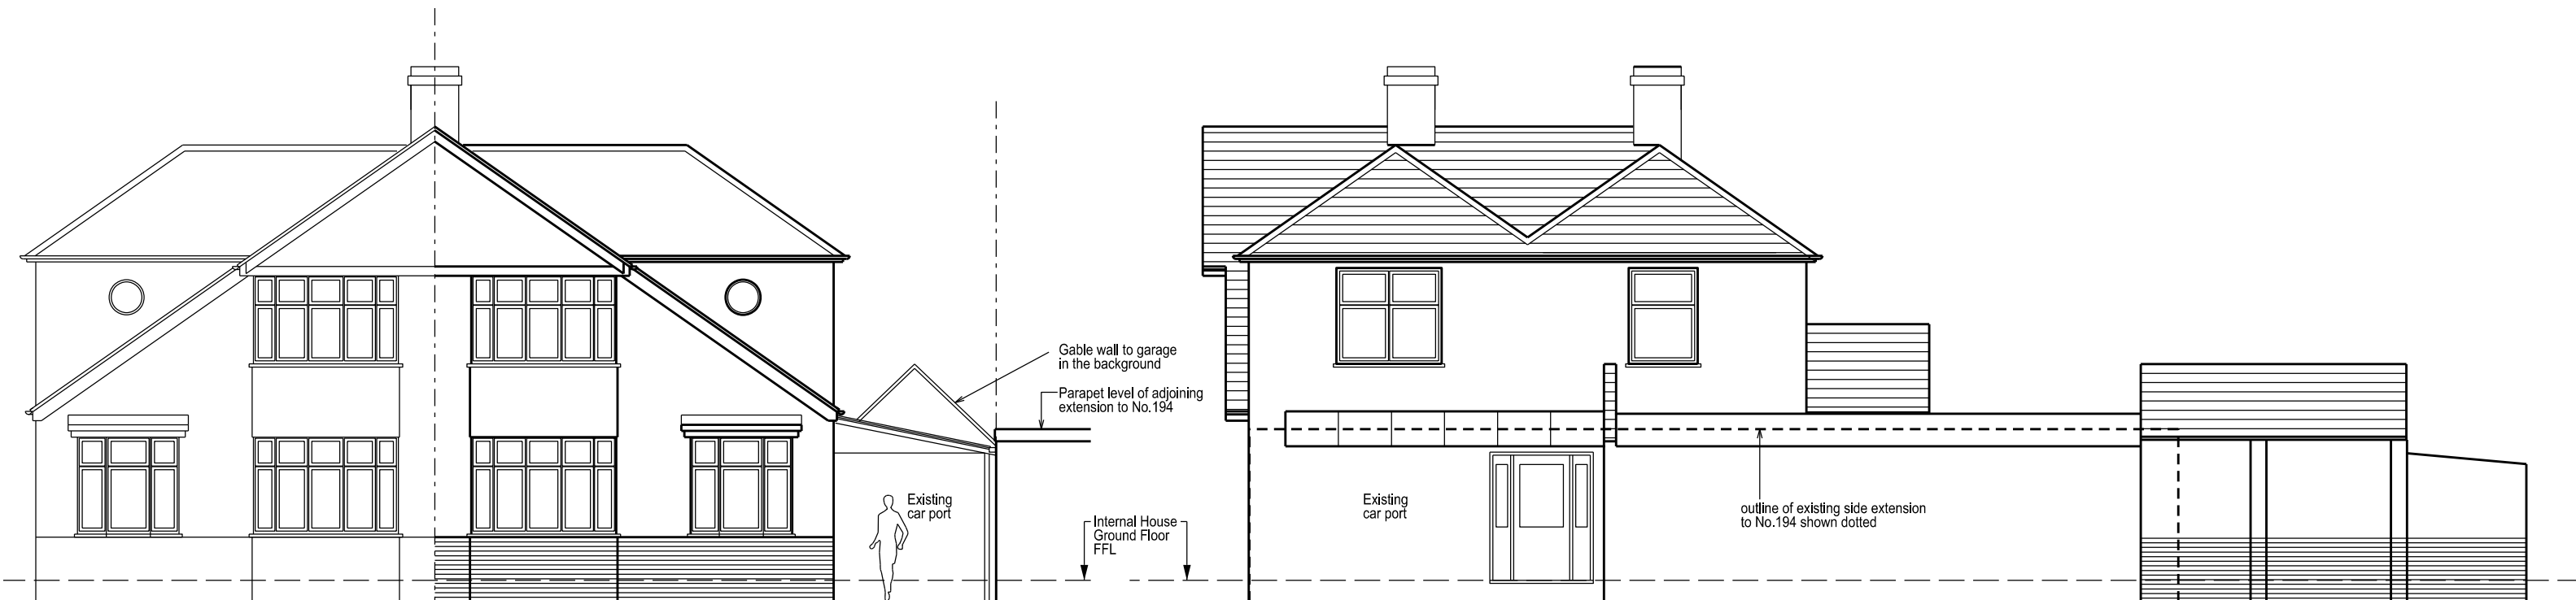 Gable wall to garage
in the background
Parapet level of adjoining
extension to No.194
Existing
car port
Internal House
Ground Floor
FFL
Existing
car port
outline of existing side extension
to No.194 shown dotted